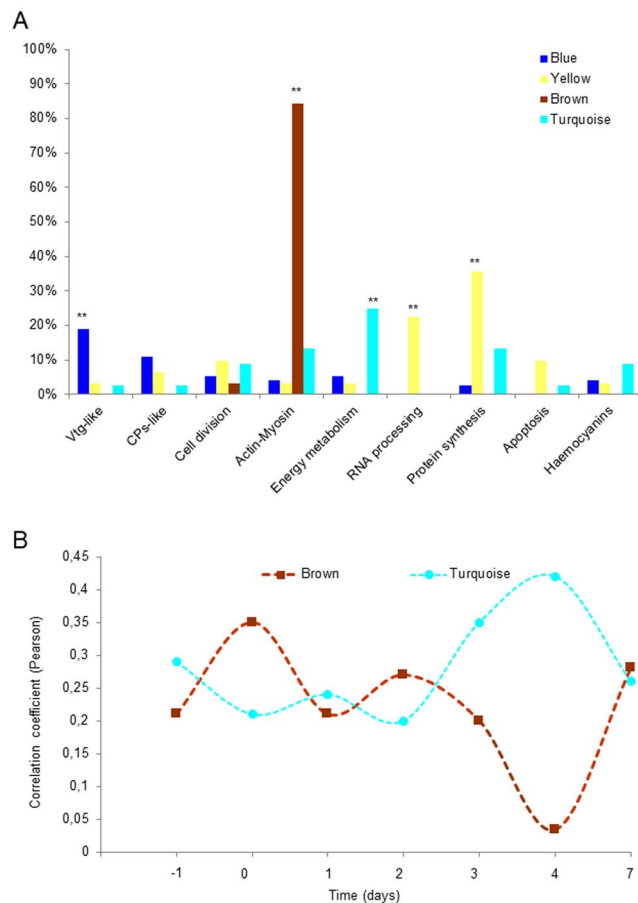 A
100%
90%
80%
70%
60%
50%
40%
30%
20%
10%
0%
Blue
Yellow
Brown
Turquoise
**
**
**
**
**
Vtg-like
CPs-like
Cell division
Actin-Myosin
Energy metabolism
RNA processing
Protein synthesis
Apoptosis
Haemocyanins
B
0,45
0,4
0,35
0,3
0,25
0,2
0,15
0,1
0,05
0
Correlation coefficient (Pearson)
Brown
Turquoise
-1 0 1 2 3 4 7
Time (days)